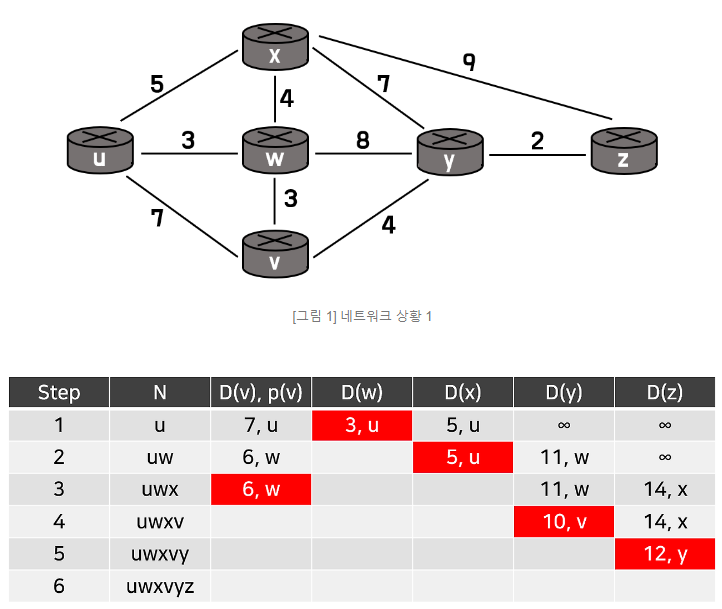 x
9
5
7
4
u
3
w
8
y
2
z
3
7
4
v
[그림 1] 네트워크 상황 1
Step N D(v), p(v) D(w) D(x) D(y) D(z)
1 u 7, u 3, u 5, u ∞ ∞
2 uw 6, w 5, u 11, w ∞
3 uwx 6, w 11, w 14, x
4 uwxv 10, v 14, x
5 uwxvy 12, y
6 uwxvyz